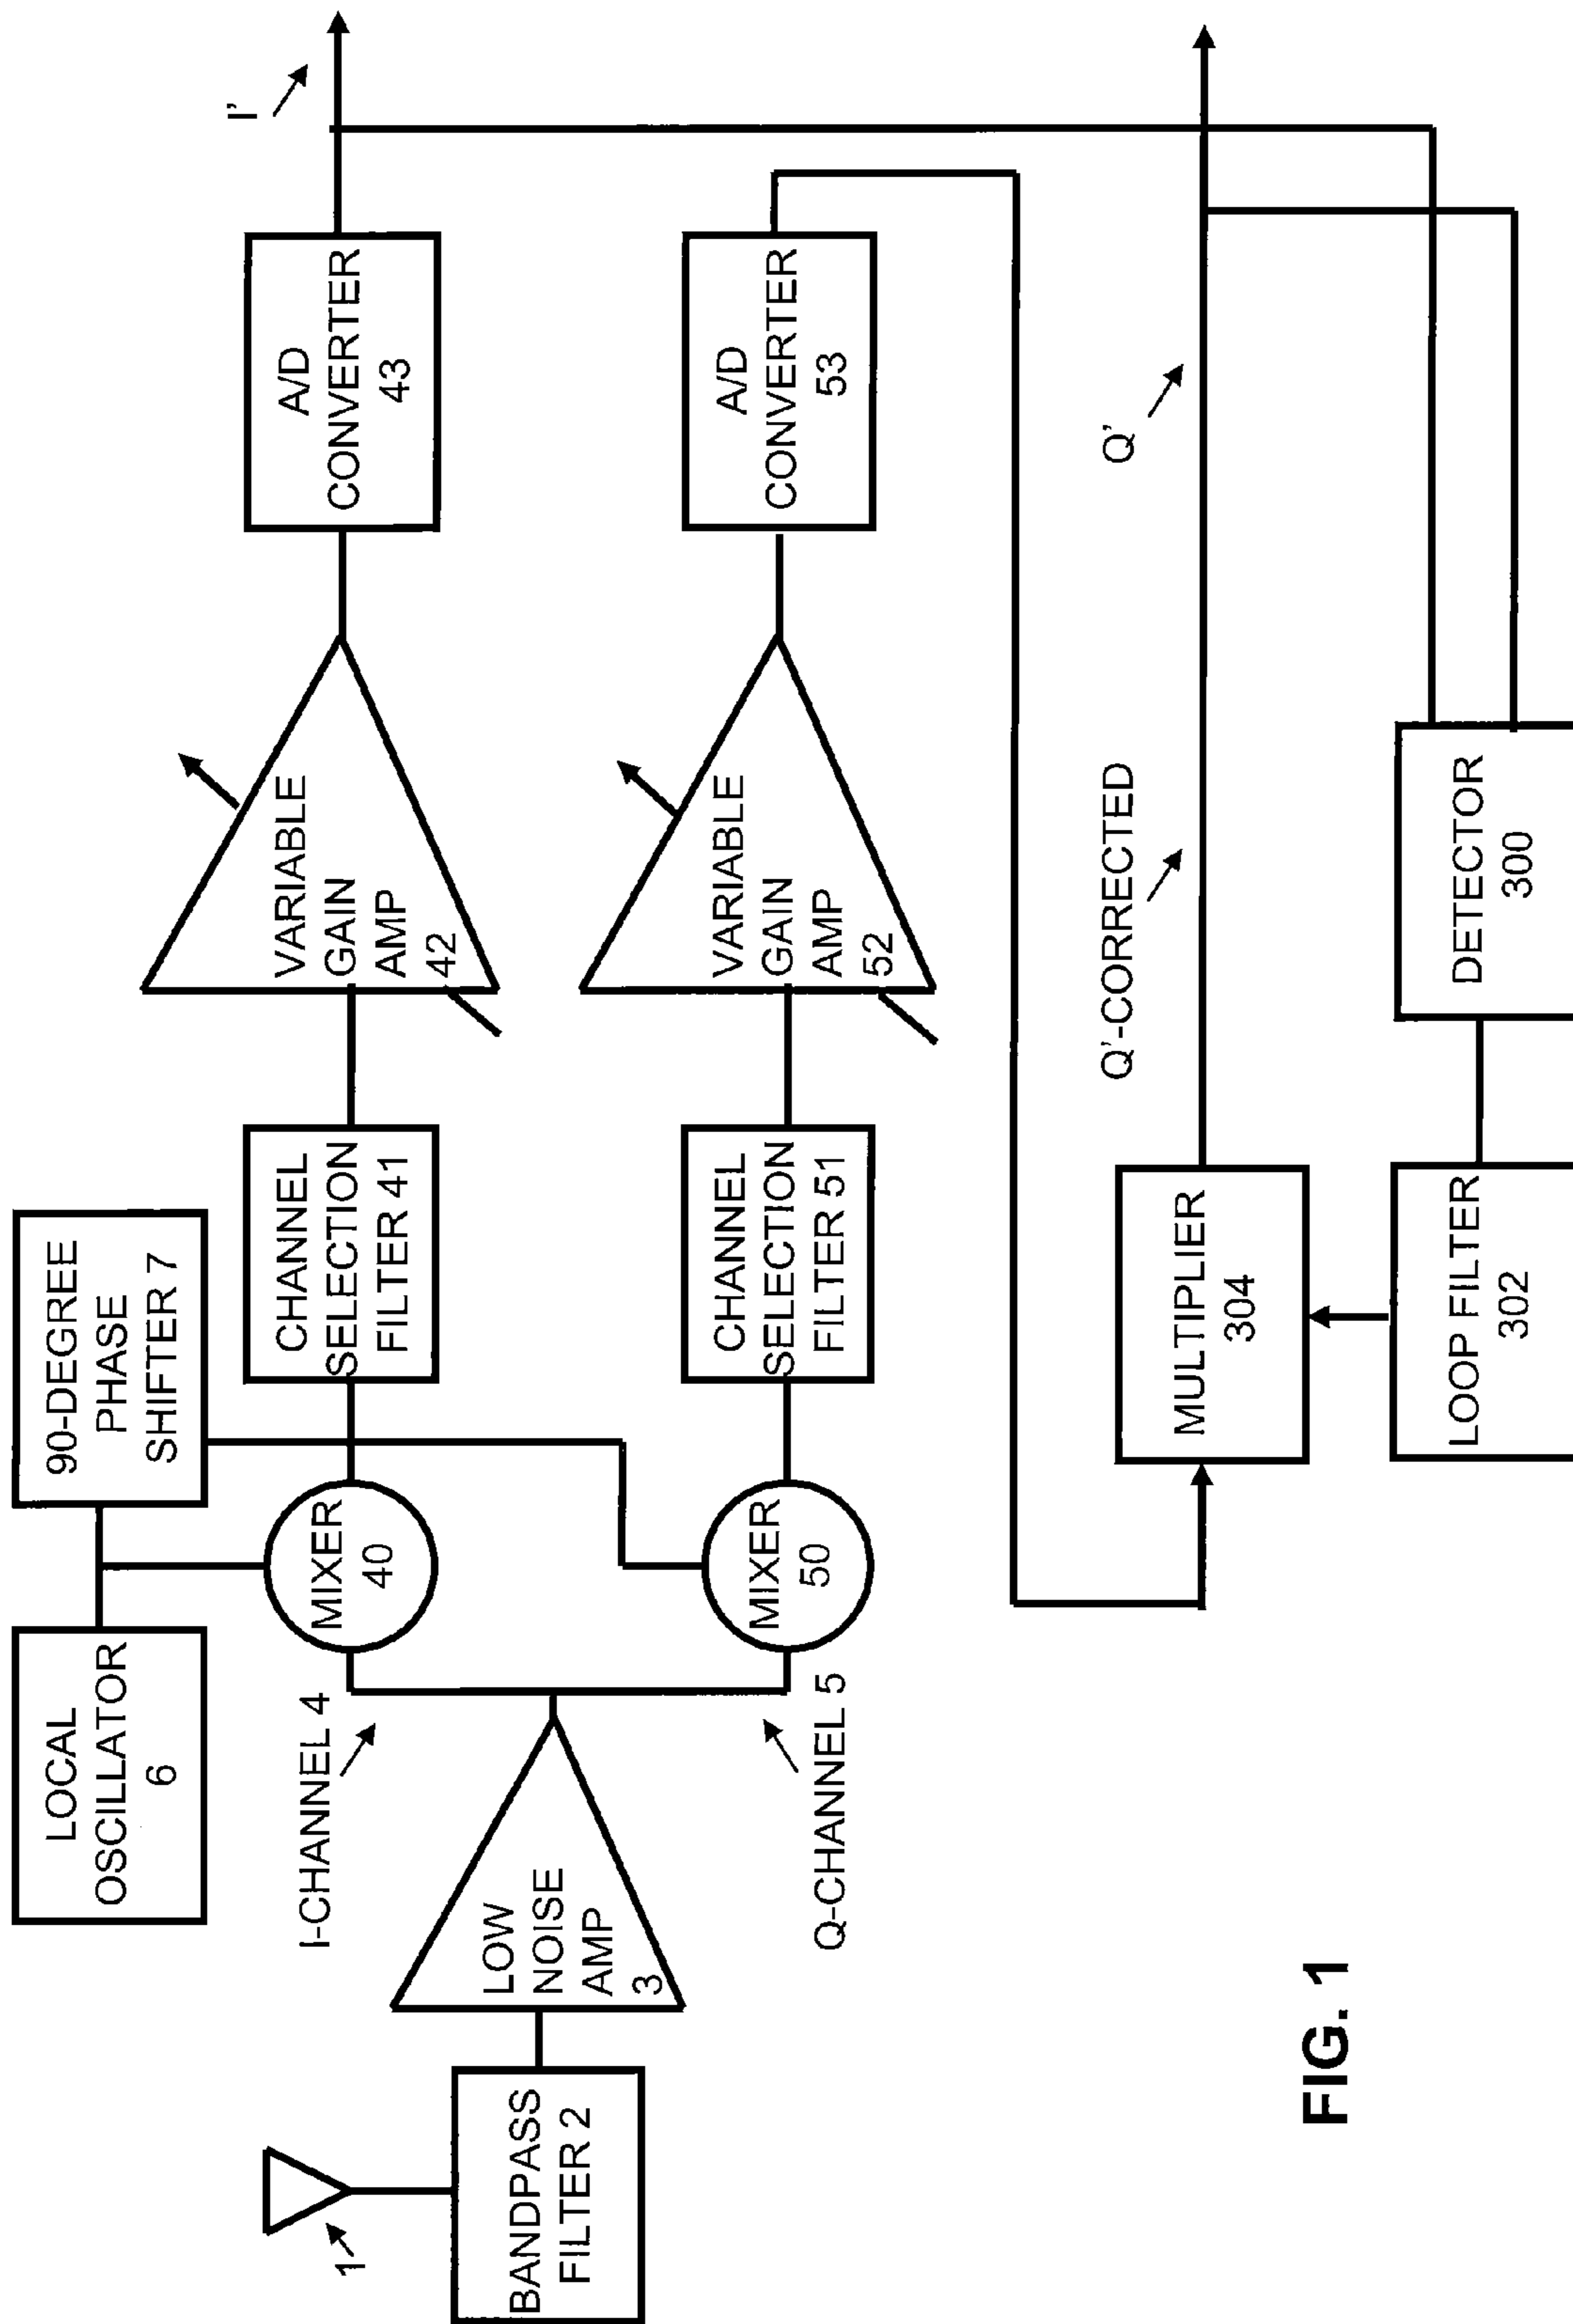 LOCAL
OSCILLATOR
6
90-DEGREE
PHASE
SHIFTER 7
I'
I-CHANNEL 4
MIXER
40
CHANNEL
SELECTION
FILTER 41
VARIABLE
GAIN
AMP
42
A/D
CONVERTER
43
1
BANDPASS
FILTER 2
LOW
NOISE
AMP
3
Q-CHANNEL 5
MIXER
50
CHANNEL
SELECTION
FILTER 51
VARIABLE
GAIN
AMP
52
A/D
CONVERTER
53
Q'-CORRECTED
Q'
MULTIPLIER
304
LOOP FILTER
302
DETECTOR
300
FIG. 1